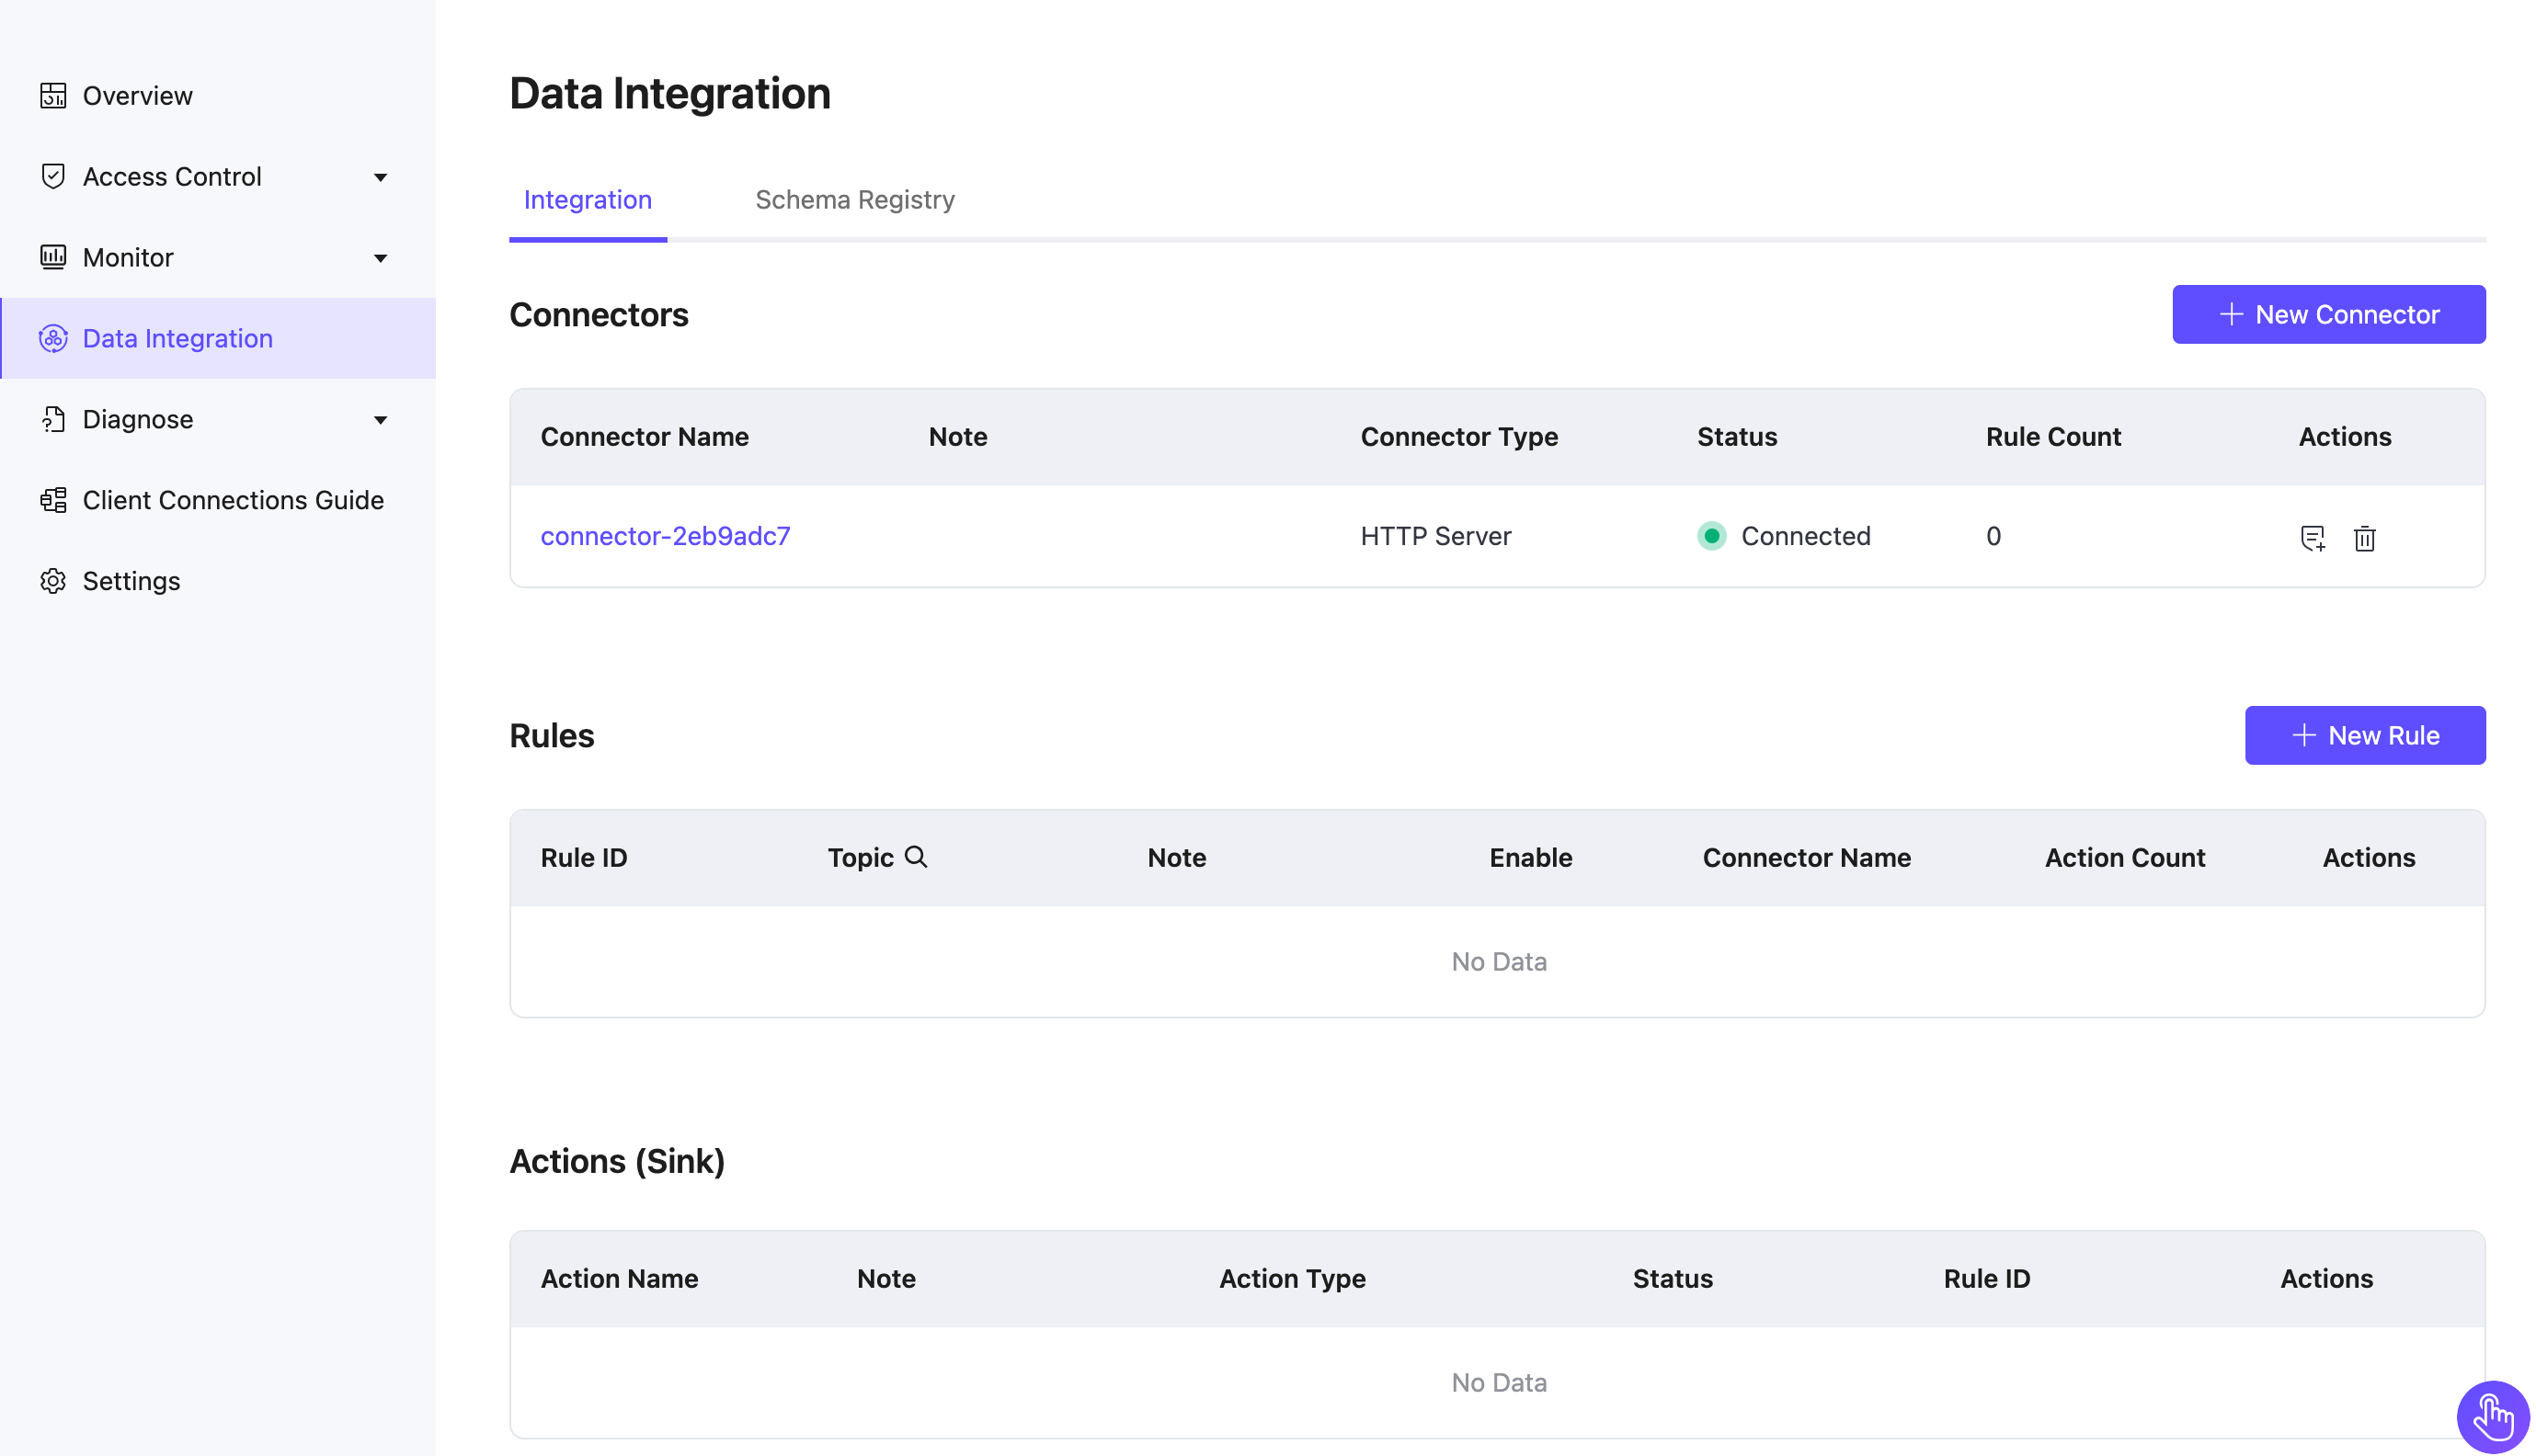 Overview
Access Control
Monitor
Data Integration
Diagnose
Client Connections Guide
Settings
Data Integration
Integration Schema Registry
Connectors
New Connector
Connector Name Note Connector Type Status Rule Count Actions
connector-2eb9adc7 HTTP Server Connected 0
Rules
New Rule
Rule ID Topic Note Enable Connector Name Action Count Actions
No Data
Actions (Sink)
Action Name Note Action Type Status Rule ID Actions
No Data